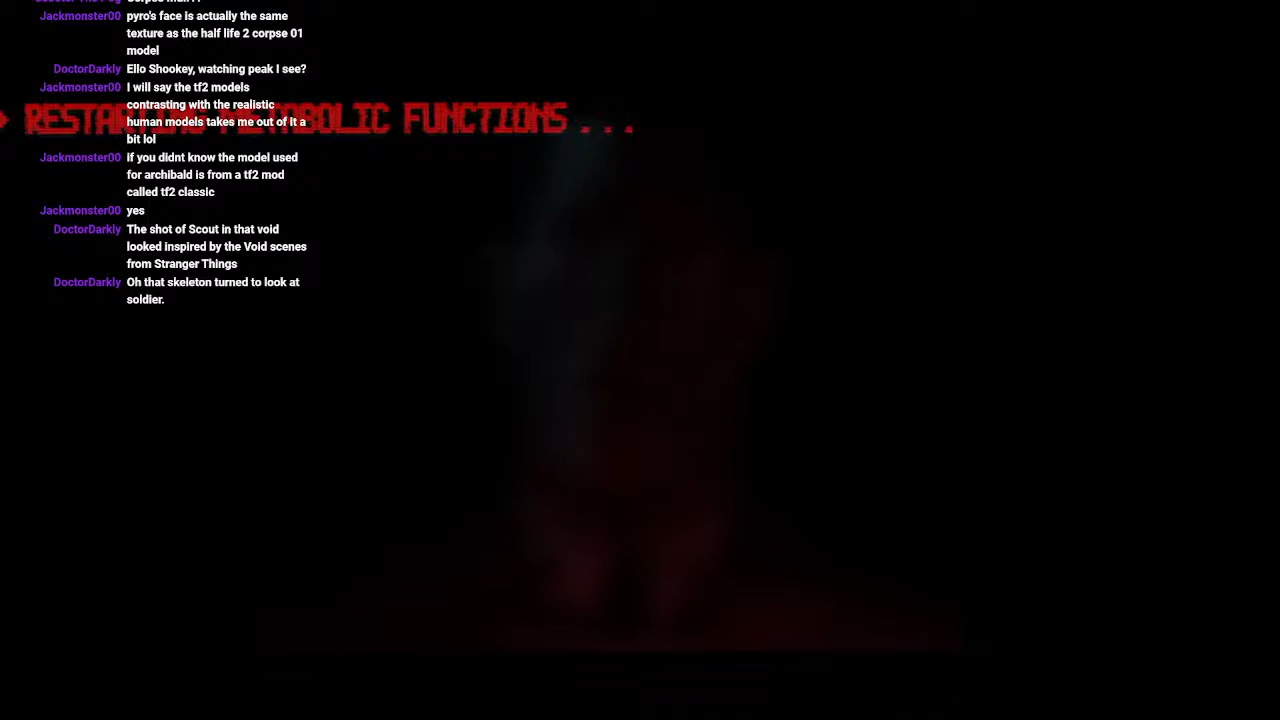 Jackmonster00 pyro's face is actually the same
texture as the half life 2 corpse 01
model
DoctorDarkly Ello Shookey, watching peak I see?
Jackmonster00 I will say the tf2 models
contrasting with the realistic
RESTARTING METABOLIC FUNCTIONS...
human models takes me out of it a
bit lol
Jackmonster00 if you didnt know the model used
for archibald is from a tf2 mod
called tf2 classic
Jackmonster00 yes
DoctorDarkly The shot of Scout in that void
looked inspired by the Void scenes
from Stranger Things
DoctorDarkly Oh that skeleton turned to look at
soldier.